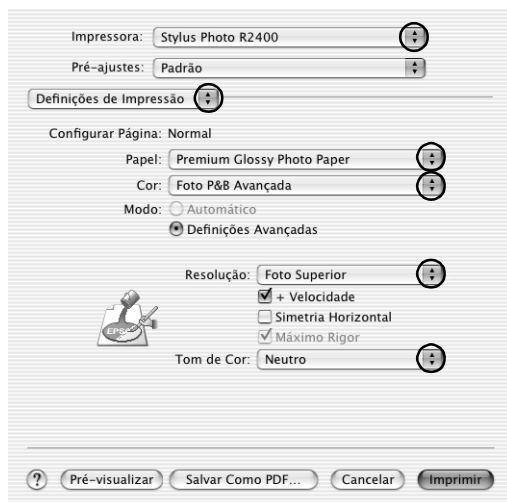 Impressora: Stylus Photo R2400
Pré-ajustes: Padrão
Definições de Impressão
Configurar Página: Normal
Papel: Premium Glossy Photo Paper
Cor: Foto P&B Avançada
Modo: Automático
Definições Avançadas
Resolução: Foto Superior
+ Velocidade
Simetria Horizontal
Máximo Rigor
EPSON
Tom de Cor: Neutro
? Pré-visualizar Salvar Como PDF... Cancelar Imprimir